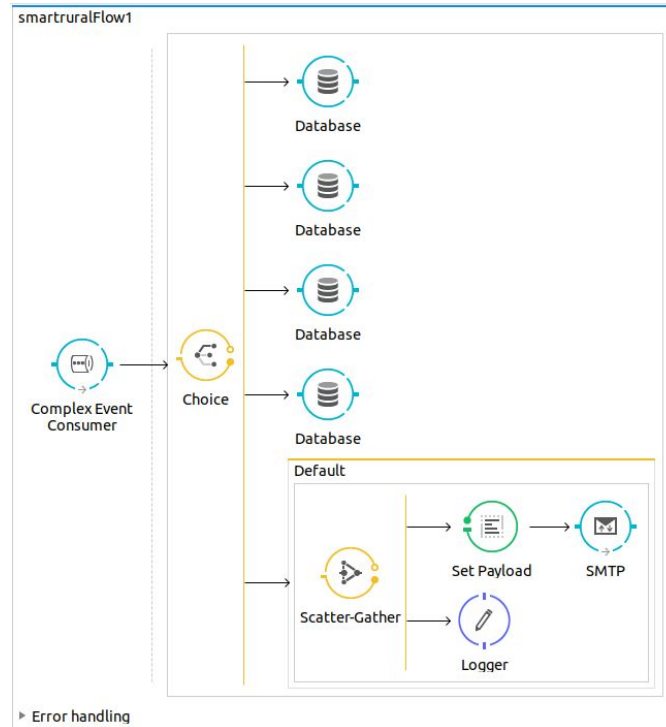 smartruralFlow1
Database
Database
Database
Complex Event
Consumer
Choice
Database
Default
Set Payload
SMTP
Scatter-Gather
Logger
Error handling